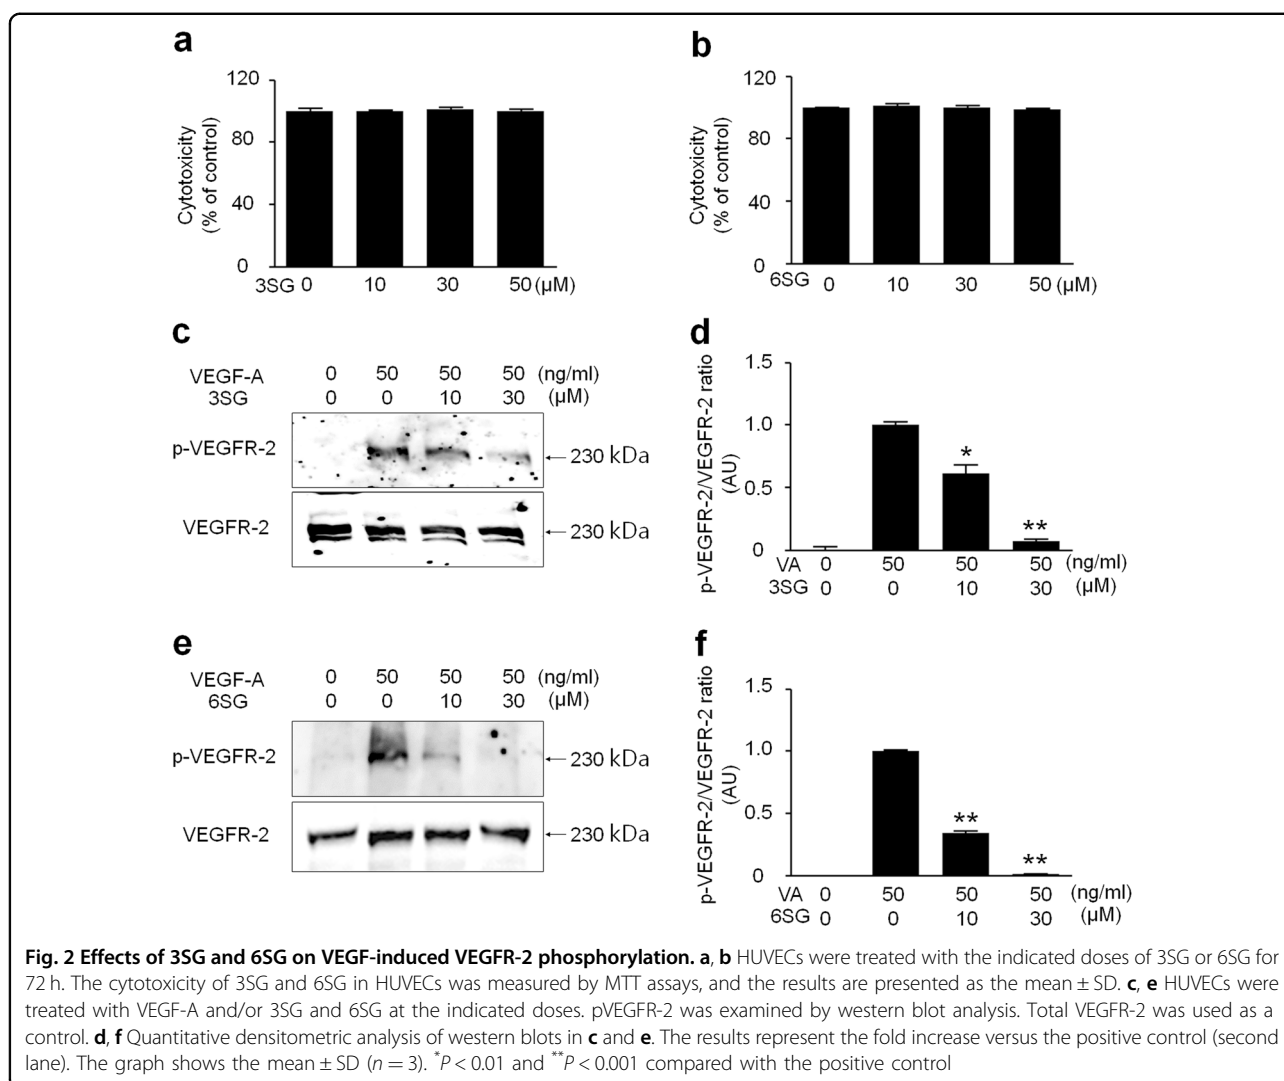 a
120
80
40
0
Cytotoxicity
(% of control)
3SG 0 10 30 50 (µM)
b
120
80
40
0
Cytotoxicity
(% of control)
6SG 0 10 30 50 (µM)
c
VEGF-A 0 50 50 50 (ng/ml)
3SG 0 0 10 30 (µM)
p-VEGFR-2 ←230 kDa
VEGFR-2 ←230 kDa
d
1.5
1.0
0.5
0
p-VEGFR-2/VEGFR-2 ratio
(AU)
*
**
VA 0 50 50 50 (ng/ml)
3SG 0 0 10 30 (µM)
e
VEGF-A 0 50 50 50 (ng/ml)
6SG 0 0 10 30 (µM)
p-VEGFR-2 ←230 kDa
VEGFR-2 ←230 kDa
f
1.5
1.0
0.5
0
p-VEGFR-2/VEGFR-2 ratio
(AU)
**
**
VA 0 50 50 50 (ng/ml)
6SG 0 0 10 30 (µM)
Fig. 2 Effects of 3SG and 6SG on VEGF-induced VEGFR-2 phosphorylation. a, b HUVECs were treated with the indicated doses of 3SG or 6SG for
72 h. The cytotoxicity of 3SG and 6SG in HUVECs was measured by MTT assays, and the results are presented as the mean ± SD. c, e HUVECs were
treated with VEGF-A and/or 3SG and 6SG at the indicated doses. pVEGFR-2 was examined by western blot analysis. Total VEGFR-2 was used as a
control. d, f Quantitative densitometric analysis of western blots in c and e. The results represent the fold increase versus the positive control (second
lane). The graph shows the mean ± SD (n = 3). *P < 0.01 and **P < 0.001 compared with the positive control